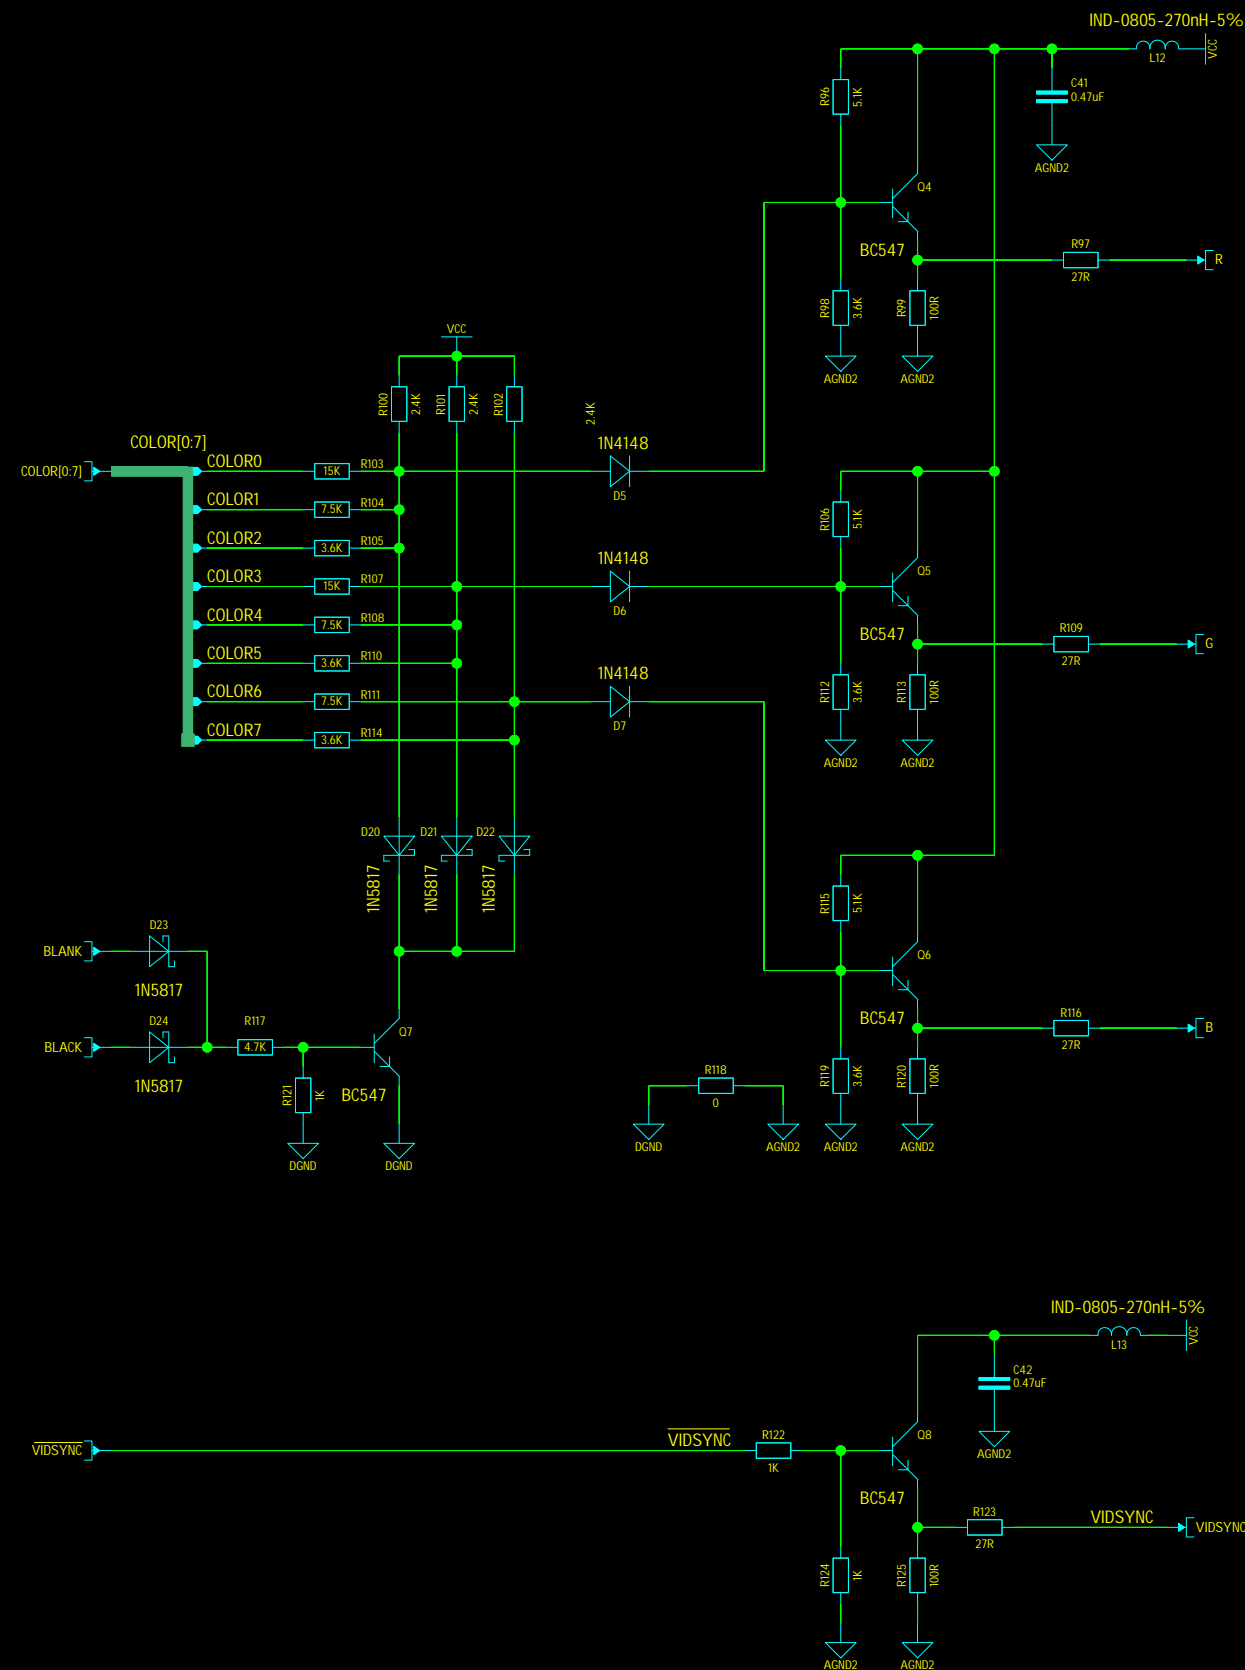 IND-0805-270nH-5%
VCC
L12
C41
0.47uF
AGND2
R96
5.1K
Q4
BC547
R97
27R
R
R98
3.6K
R99
100R
AGND2
AGND2
VCC
R100
2.4K
R101
2.4K
R102
2.4K
COLOR[0:7]
COLOR[0:7]
COLOR0
15K
R103
1N4148
D5
COLOR1
7.5K
R104
COLOR2
3.6K
R105
COLOR3
15K
R107
1N4148
D6
COLOR4
7.5K
R108
COLOR5
3.6K
R110
COLOR6
7.5K
R111
1N4148
D7
COLOR7
3.6K
R114
R106
5.1K
Q5
BC547
R109
27R
G
R112
3.6K
R113
100R
AGND2
AGND2
D20
D21
D22
1N5817
1N5817
1N5817
R115
5.1K
Q6
BC547
R116
27R
B
R119
3.6K
R120
100R
AGND2
AGND2
BLANK
D23
1N5817
BLACK
D24
1N5817
R117
4.7K
Q7
BC547
R121
1K
DGND
DGND
R118
0
DGND
AGND2
IND-0805-270nH-5%
VCC
L13
C42
0.47uF
AGND2
VIDSYNC
VIDSYNC
R122
1K
Q8
BC547
R123
27R
VIDSYNC
VIDSYNC
R124
1K
R125
100R
AGND2
AGND2